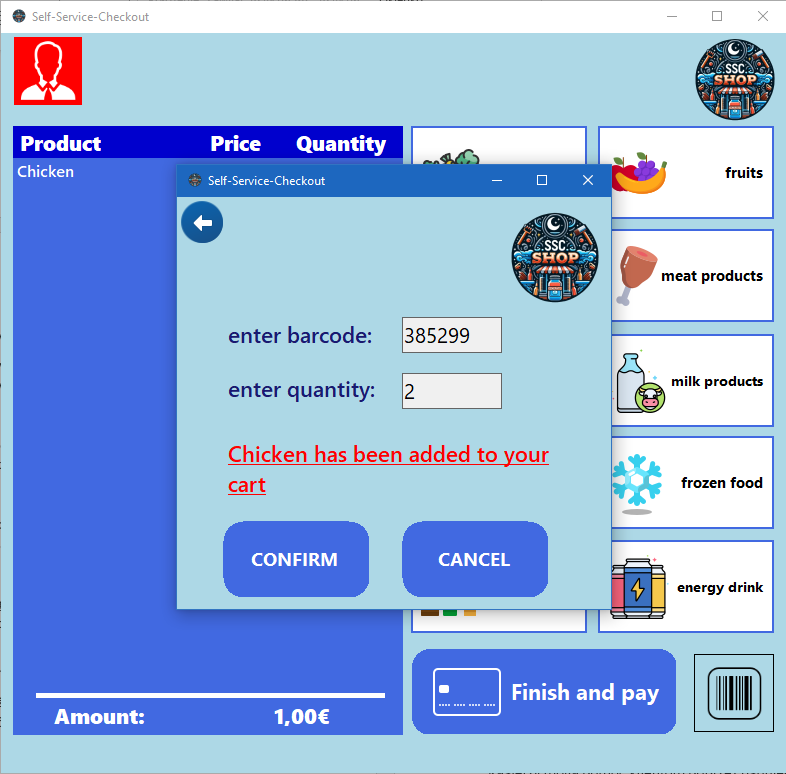 Self-Service-Checkout
SSC
SHOP
Product Price Quantity
Chicken
fruits
Self-Service-Checkout
SSC
SHOP
meat products
enter barcode: 385299
enter quantity: 2
milk products
Chicken has been added to your
cart
frozen food
CONFIRM CANCEL
energy drink
Finish and pay
Amount: 1,00€